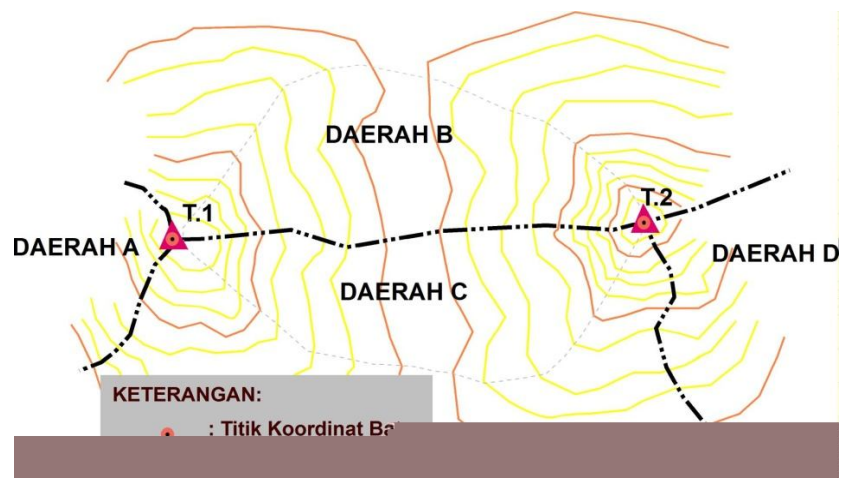 DAERAH B
T.2
T.1
DAERAH A
DAERAH D
DAERAH C
KETERANGAN:
: Titik Koordinat